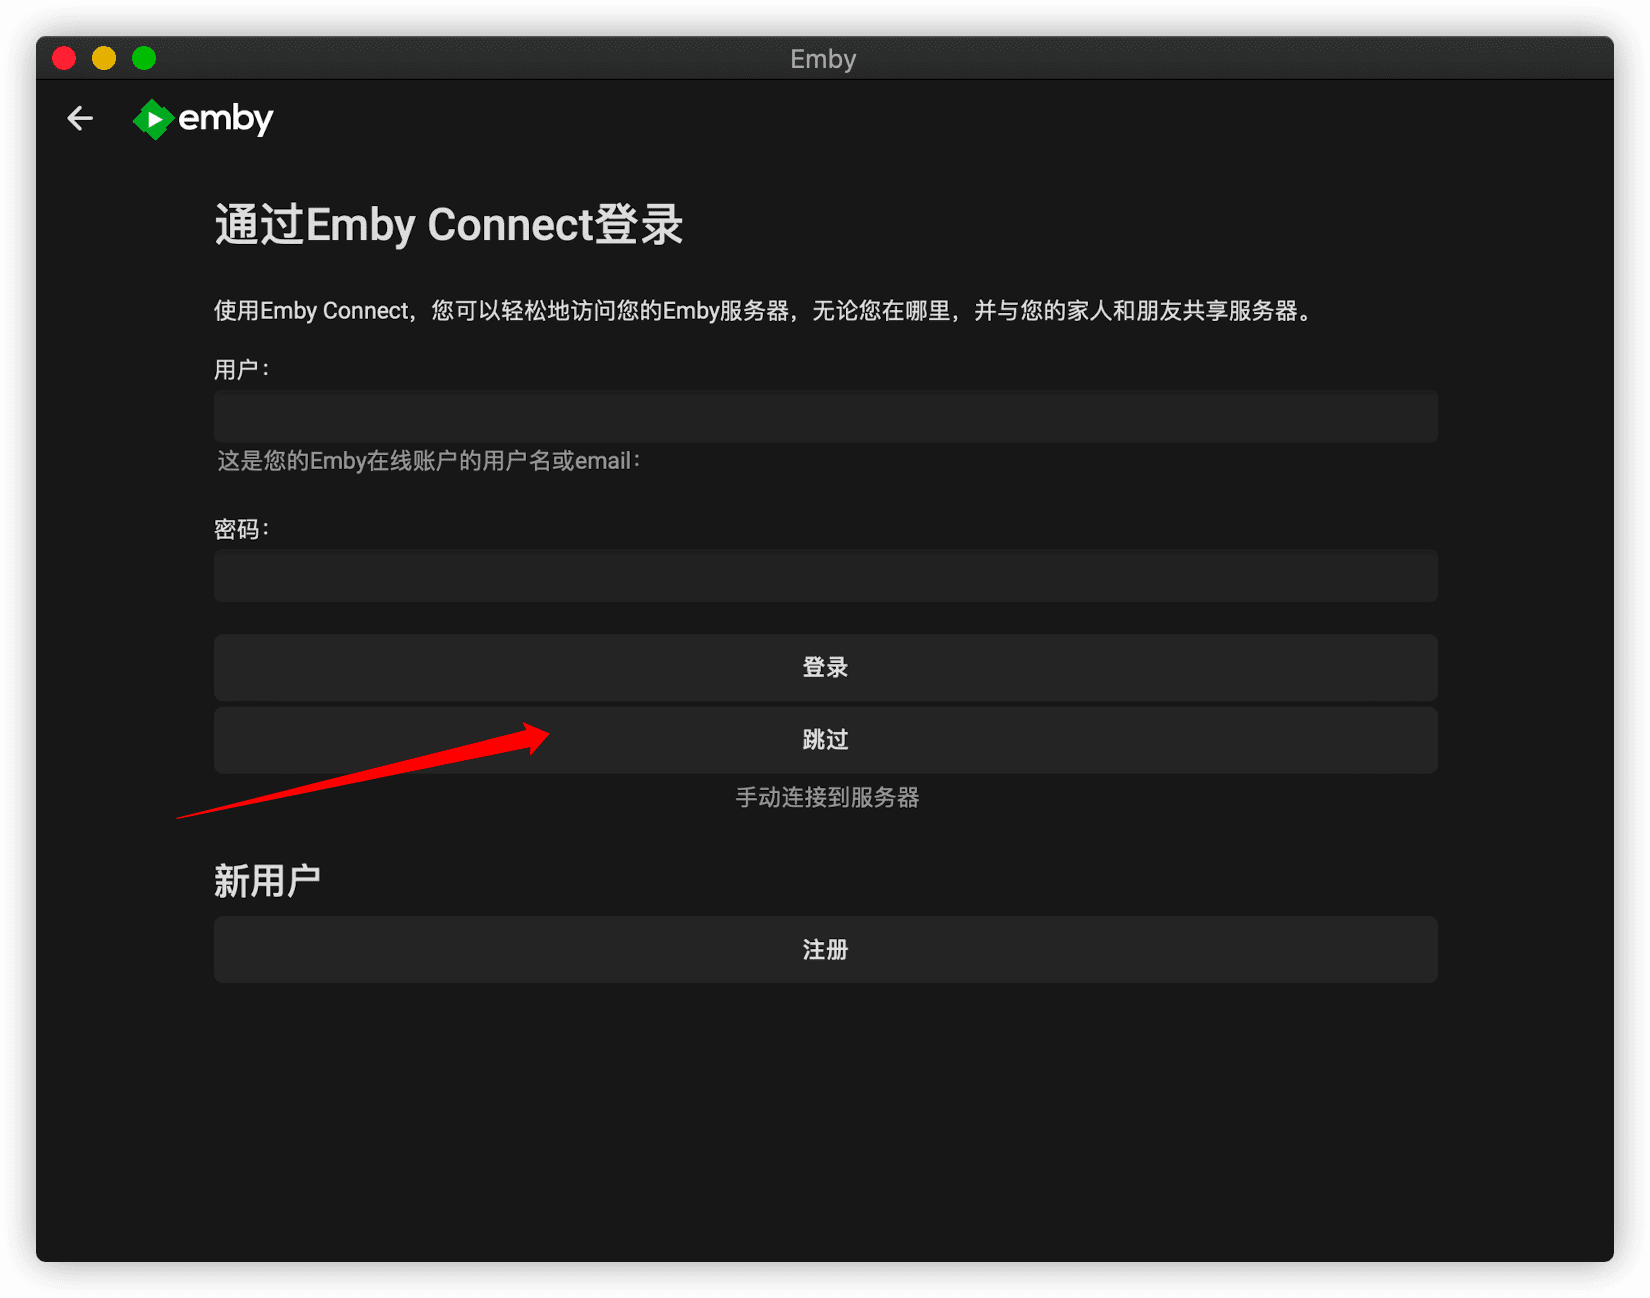 Emby
emby
通过Emby Connect登录
使用Emby Connect，您可以轻松地访问您的Emby服务器，无论您在哪里，并与您的家人和朋友共享服务器。
用户：
这是您的Emby在线账户的用户名或email：
密码：
登录
跳过
手动连接到服务器
新用户
注册